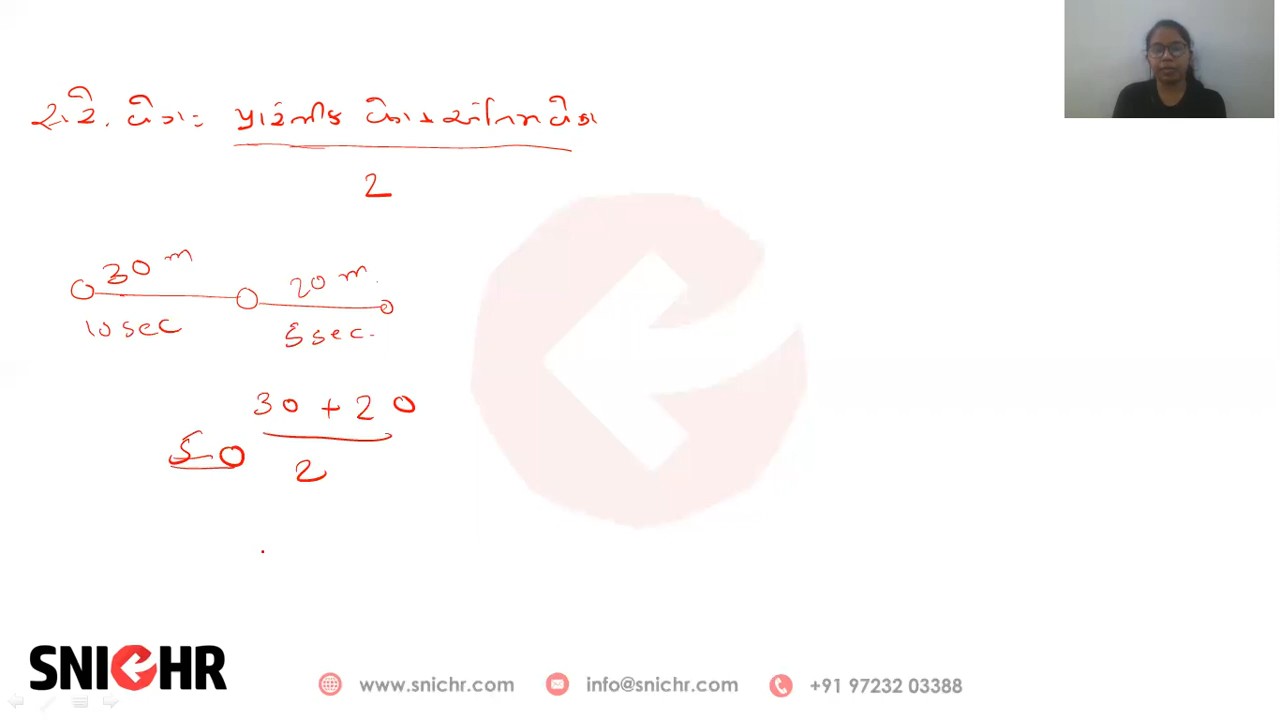 સરે. વેગ = પ્રારંભીક વેગ + અંતિમ વેગ
2
30 m 20 m.
10 sec 5 sec.
30 + 20
50
2
SNICHR
www.snichr.com info@snichr.com +91 97232 03388